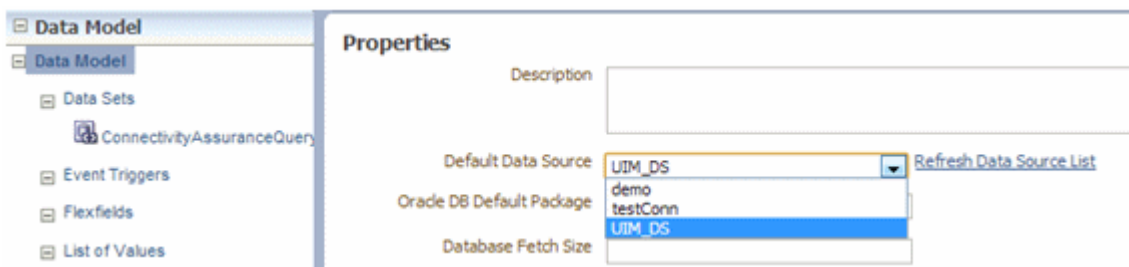 Data Model
Data Model
Data Sets
ConnectivityAssuranceQuery
Event Triggers
Flexfields
List of Values
Properties
Description
Default Data Source
UIM_DS
Refresh Data Source List
demo
testConn
UIM_DS
Oracle DB Default Package
Database Fetch Size